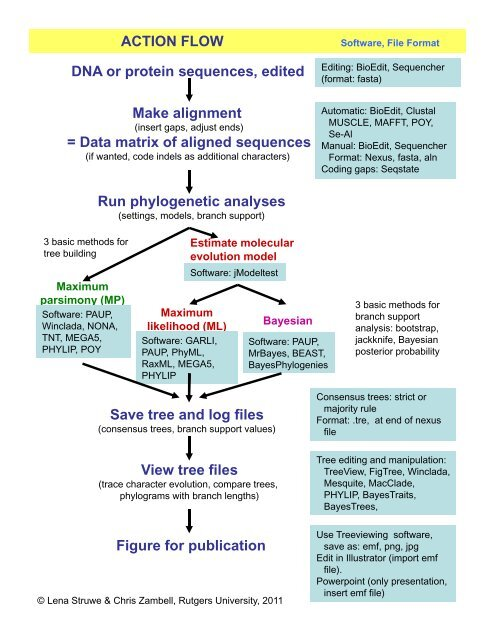 ACTION FLOW
Software, File Format
DNA or protein sequences, edited
Editing: BioEdit, Sequencher
(format: fasta)
Make alignment
(insert gaps, adjust ends)
= Data matrix of aligned sequences
(if wanted, code indels as additional characters)
Automatic: BioEdit, Clustal
MUSCLE, MAFFT, POY,
Se-Al
Manual: BioEdit, Sequencher
Format: Nexus, fasta, aln
Coding gaps: Seqstate
Run phylogenetic analyses
(settings, models, branch support)
3 basic methods for
tree building
Estimate molecular
evolution model
Software: jModeltest
Maximum
parsimony (MP)
Software: PAUP,
Winclada, NONA,
TNT, MEGA5,
PHYLIP, POY
Maximum
likelihood (ML)
Software: GARLI,
PAUP, PhyML,
RaxML, MEGA5,
PHYLIP
Bayesian
Software: PAUP,
MrBayes, BEAST,
BayesPhylogenies
3 basic methods for
branch support
analysis: bootstrap,
jackknife, Bayesian
posterior probability
Save tree and log files
(consensus trees, branch support values)
Consensus trees: strict or
majority rule
Format: .tre, at end of nexus
file
View tree files
(trace character evolution, compare trees,
phylograms with branch lengths)
Tree editing and manipulation:
TreeView, FigTree, Winclada,
Mesquite, MacClade,
PHYLIP, BayesTraits,
BayesTrees,
Figure for publication
Use Treeviewing software,
save as: emf, png, jpg
Edit in Illustrator (import emf
file).
Powerpoint (only presentation,
insert emf file)
© Lena Struwe & Chris Zambell, Rutgers University, 2011